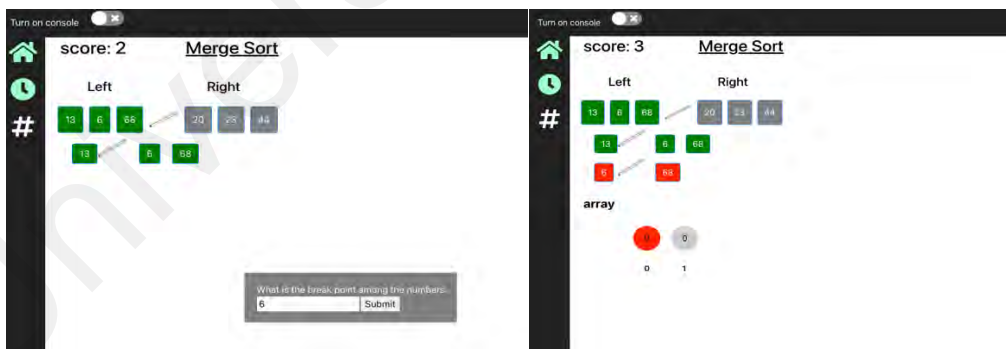 Turn on console
score: 2 Merge Sort
Left Right
13 6 68 20 23 44
13 6 68
What is the break point among the numbers.
6 Submit
Turn on console
score: 3 Merge Sort
Left Right
13 6 68 20 23 44
13 6 68
6 68
array
0 0
0 1